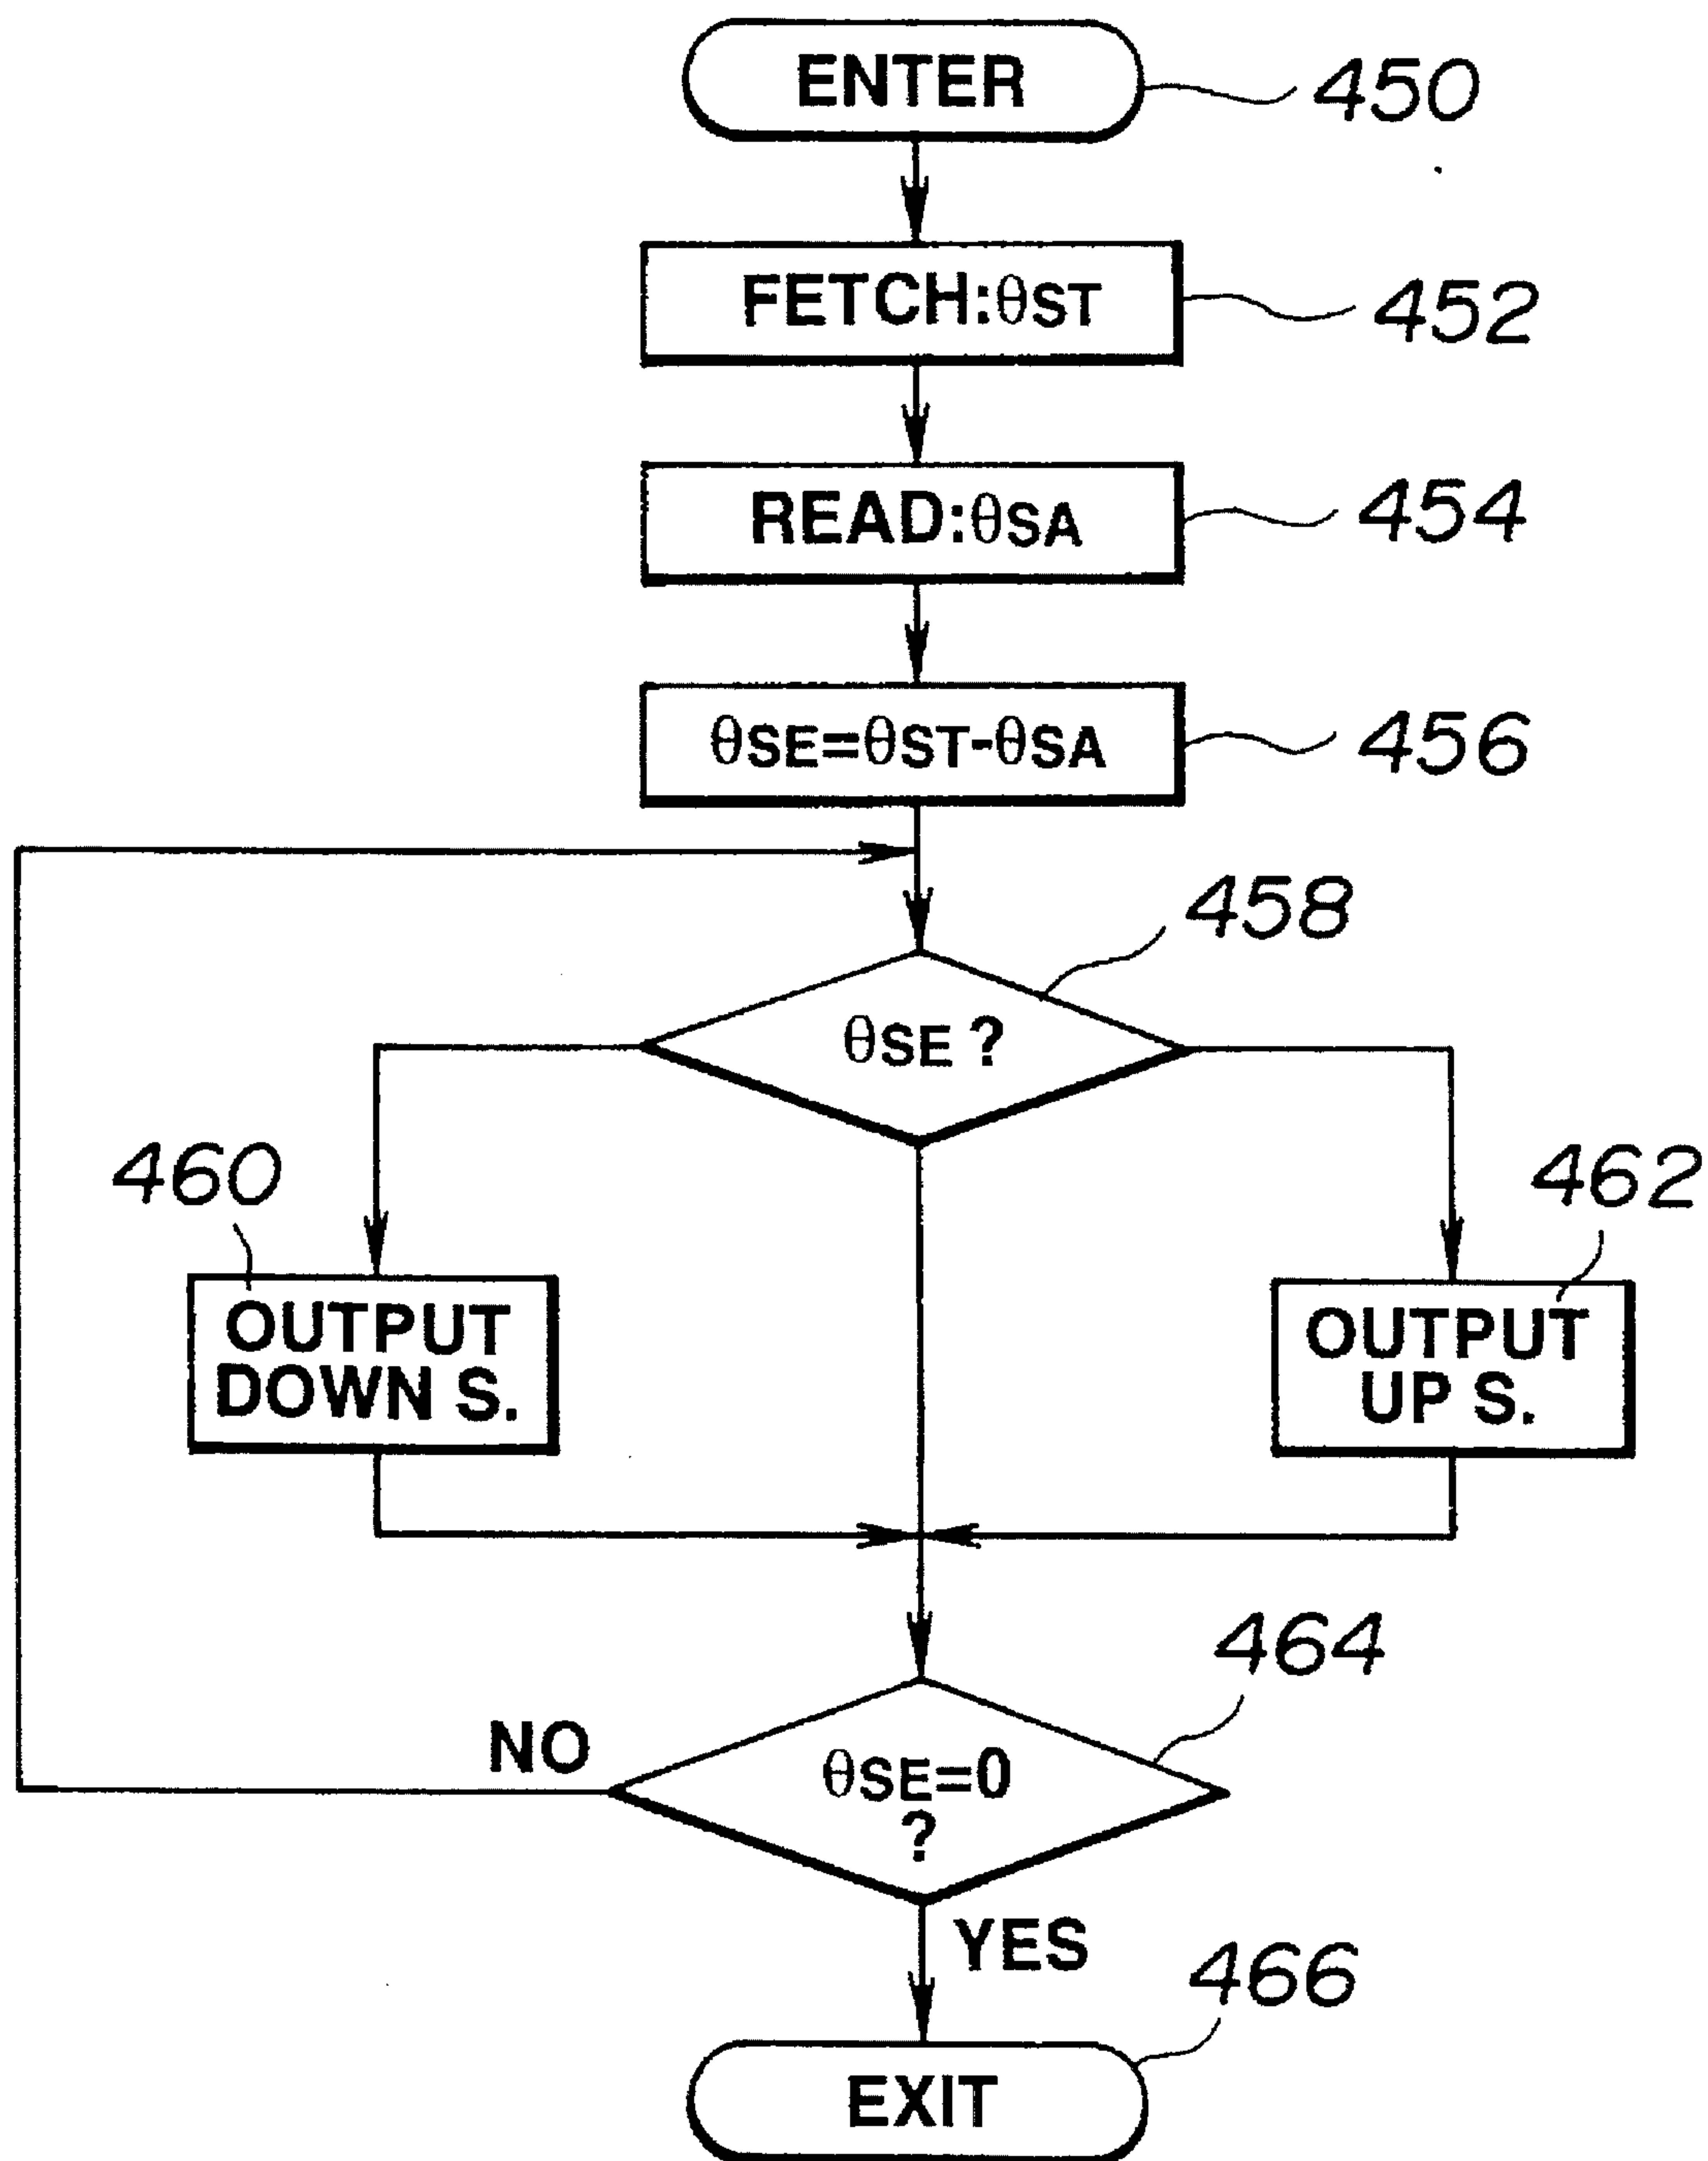 ENTER
450
FETCH:θST
452
READ:θSA
454
θSE=θST-θSA
456
458
θSE ?
460
462
OUTPUT
DOWN S.
OUTPUT
UP S.
464
NO
θSE=0
?
YES
466
EXIT